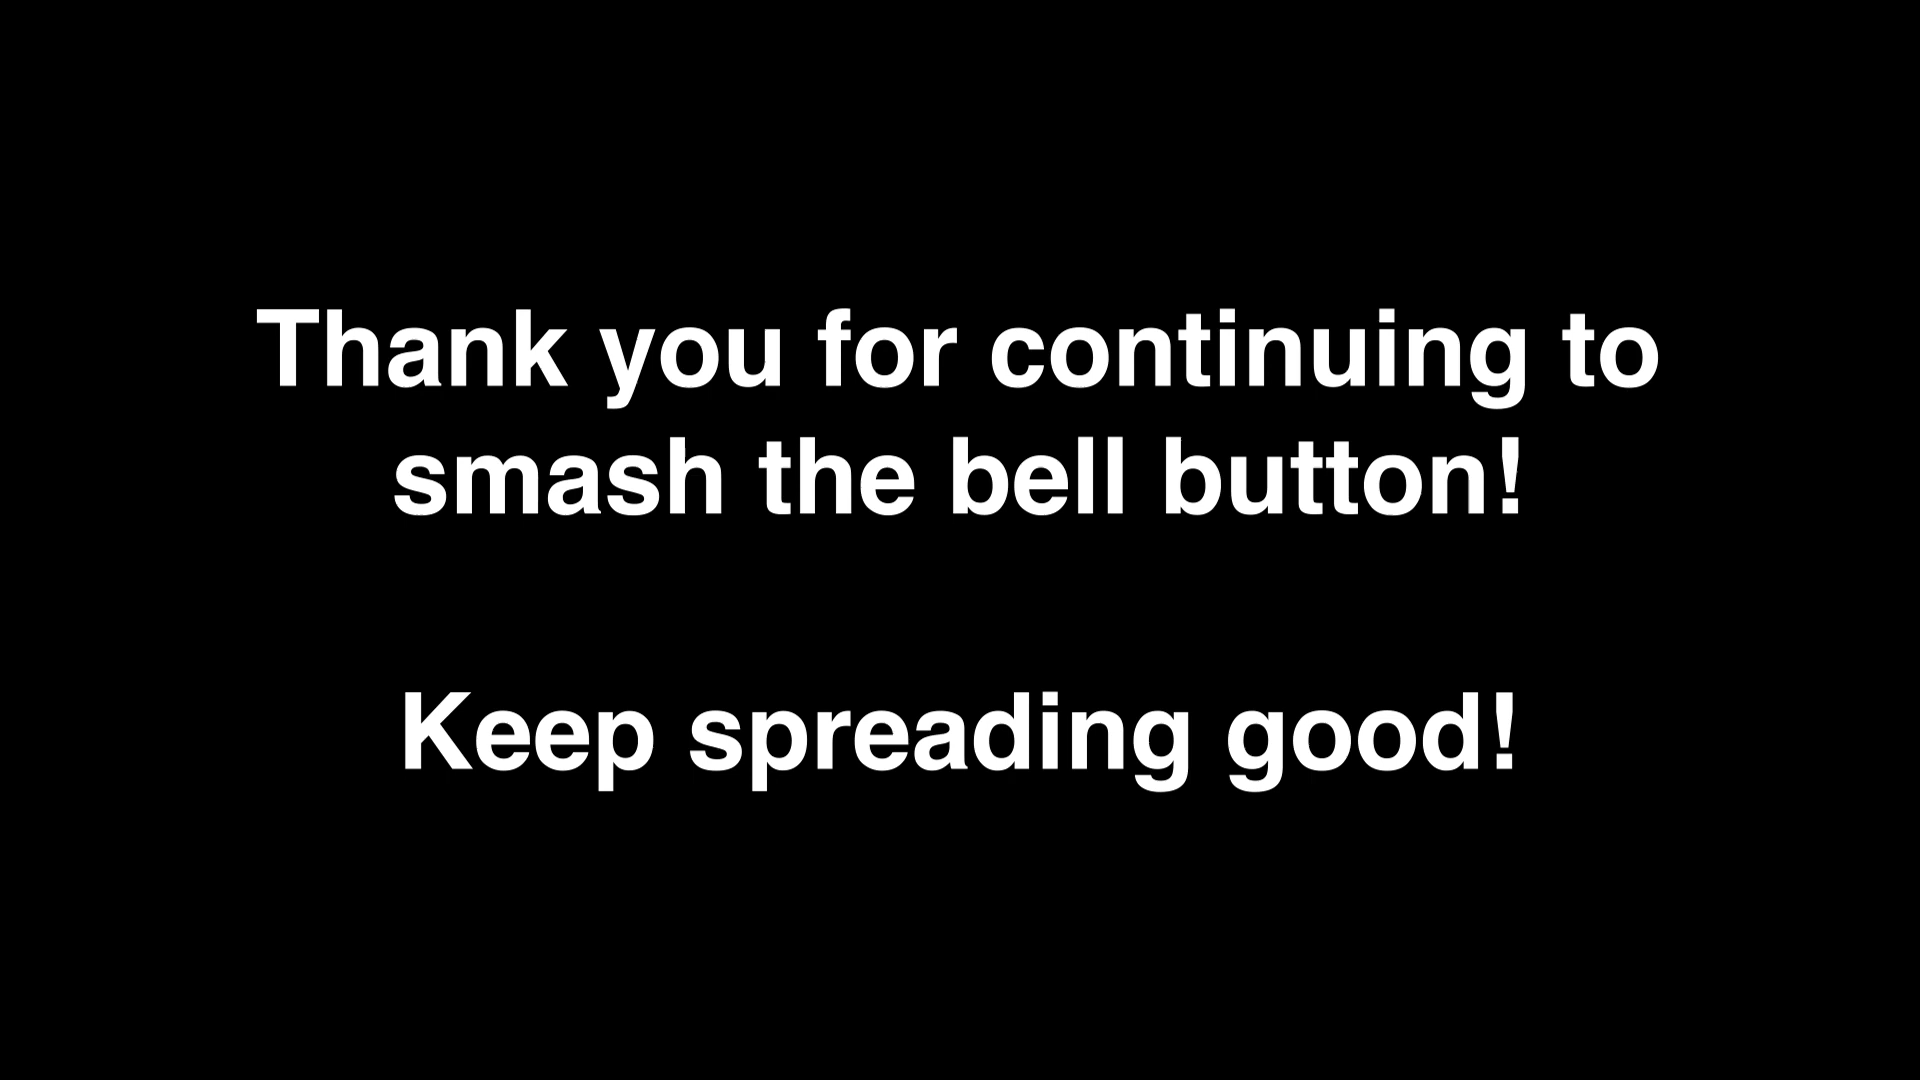 Thank you for continuing to
smash the bell button!
Keep spreading good!